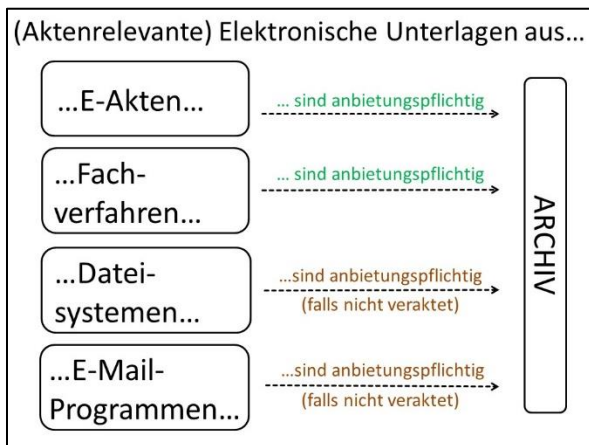 (Aktenrelevante) Elektronische Unterlagen aus...
...E-Akten...
... sind anbietungspflichtig
...Fach-
verfahren...
... sind anbietungspflichtig
...Datei-
systemen...
...sind anbietungspflichtig
(falls nicht veraktet)
...E-Mail-
Programmen...
...sind anbietungspflichtig
(falls nicht veraktet)
ARCHIV